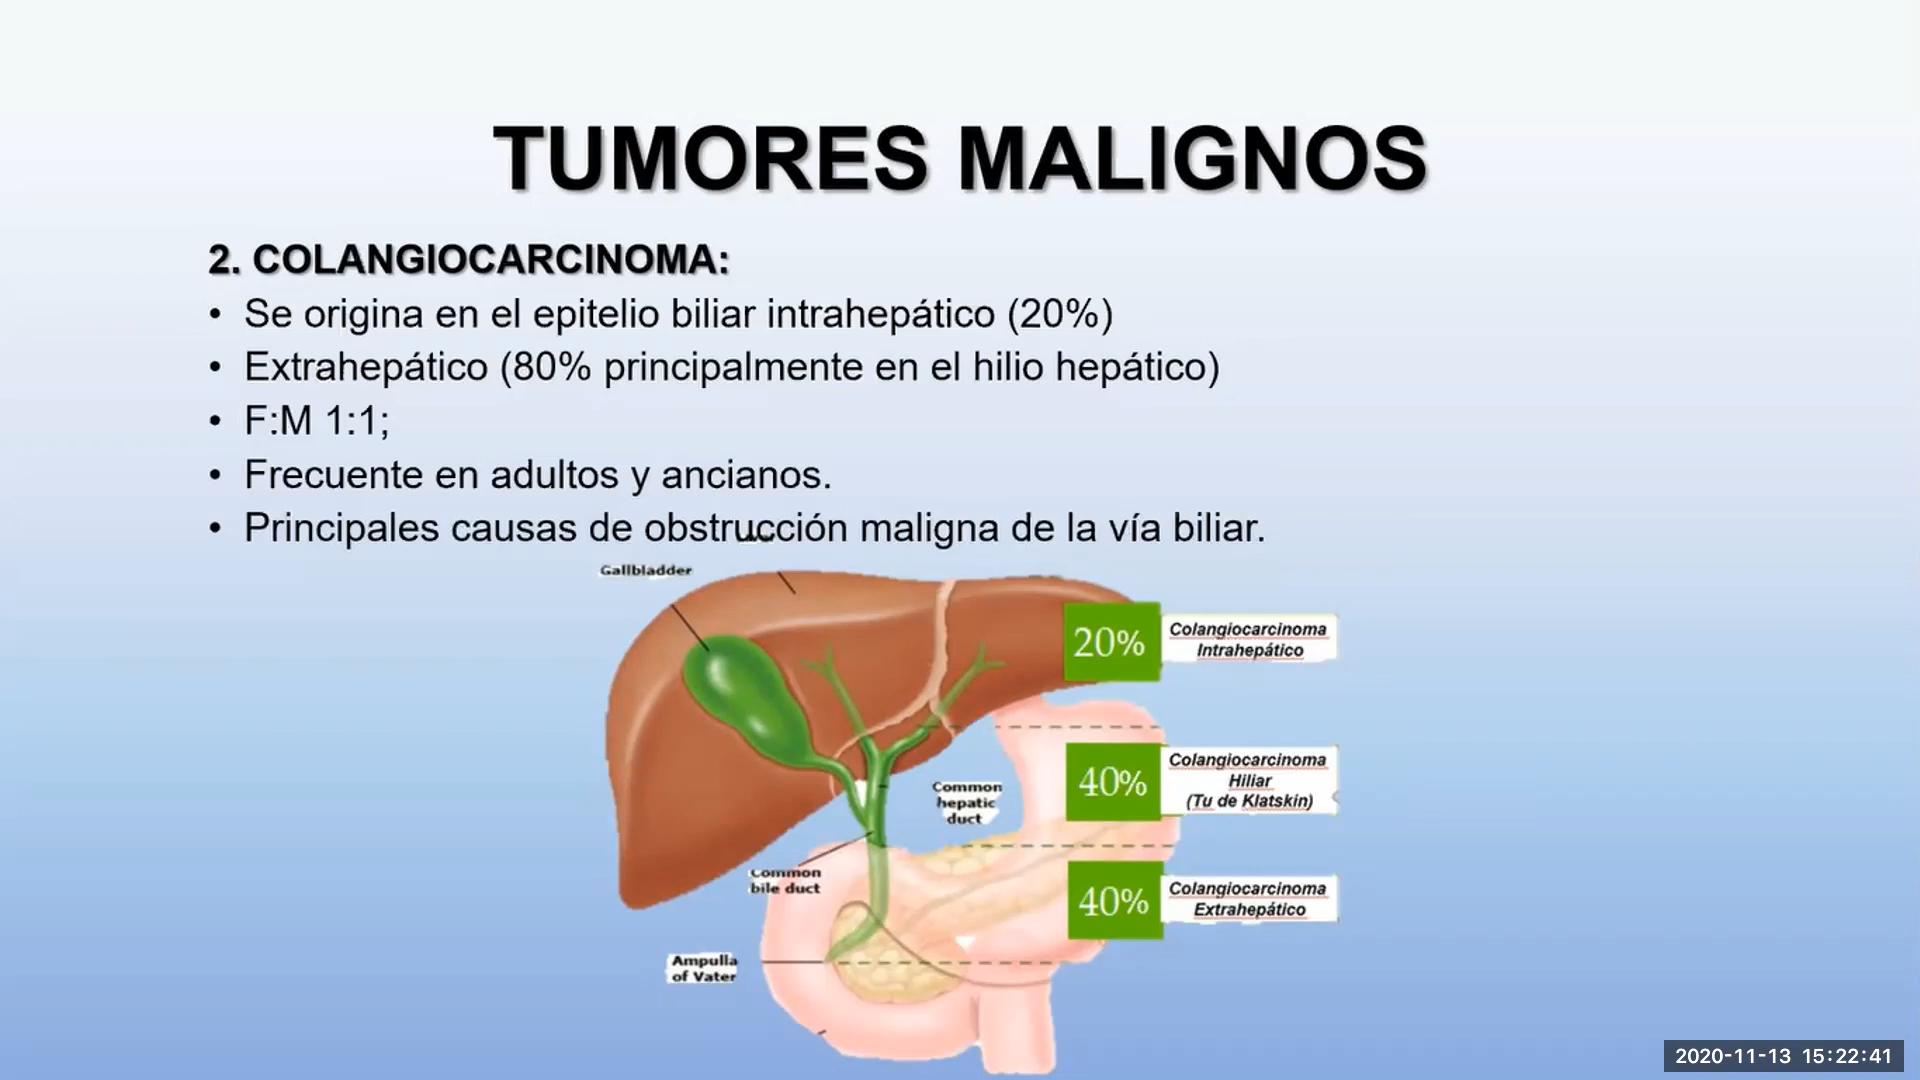 TUMORES MALIGNOS
2. COLANGIOCARCINOMA:
• Se origina en el epitelio biliar intrahepático (20%)
• Extrahepático (80% principalmente en el hilio hepático)
• F:M 1:1;
• Frecuente en adultos y ancianos.
• Principales causas de obstrucción maligna de la vía biliar.
Gallbladder
20%
Colangiocarcinoma
Intrahepático
40%
Colangiocarcinoma
Hiliar
(Tu de Klatskin)
Common
hepatic
duct
Common
bile duct
40%
Colangiocarcinoma
Extrahepático
Ampulla
of Vater
2020-11-13 15:22:41